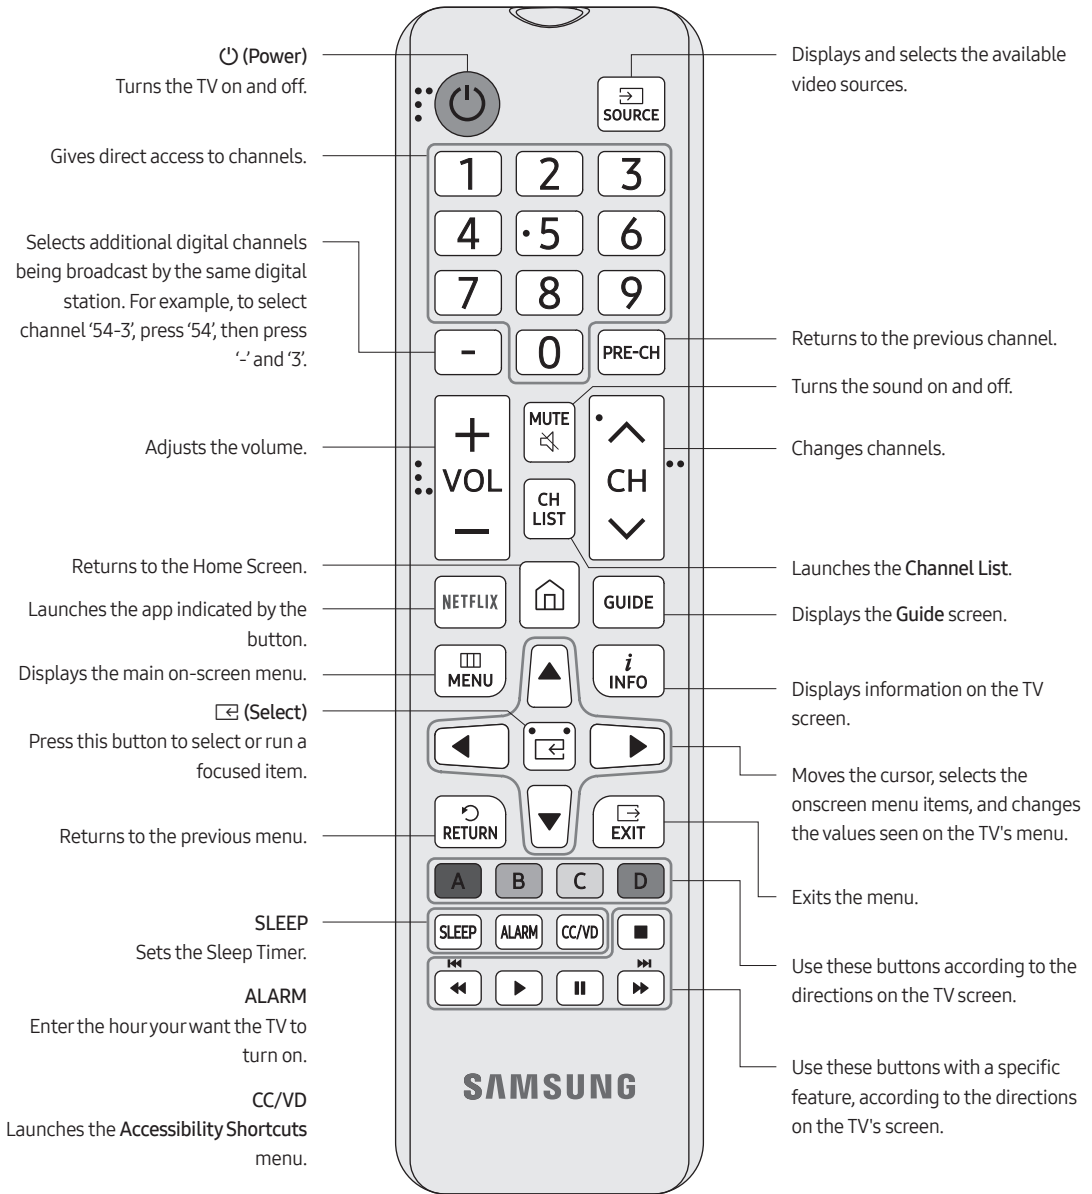 (Power)
Turns the TV on and off.
Gives direct access to channels.
Selects additional digital channels
being broadcast by the same digital
station. For example, to select
channel ‘54-3’, press ‘54’, then press
‘-’ and ‘3’.
Adjusts the volume.
Returns to the Home Screen.
Launches the app indicated by the
button.
Displays the main on-screen menu.
(Select)
Press this button to select or run a
focused item.
Returns to the previous menu.
SLEEP
Sets the Sleep Timer.
ALARM
Enter the hour your want the TV to
turn on.
CC/VD
Launches the Accessibility Shortcuts
menu.
SOURCE
1 2 3
4 5 6
7 8 9
- 0 PRE-CH
+ VOL —
MUTE
CH
LIST
CH
NETFLIX
GUIDE
MENU
i
INFO
RETURN
EXIT
A B C D
SLEEP ALARM CC/VD
SAMSUNG
Displays and selects the available
video sources.
Returns to the previous channel.
Turns the sound on and off.
Changes channels.
Launches the Channel List.
Displays the Guide screen.
Displays information on the TV
screen.
Moves the cursor, selects the
onscreen menu items, and changes
the values seen on the TV's menu.
Exits the menu.
Use these buttons according to the
directions on the TV screen.
Use these buttons with a specific
feature, according to the directions
on the TV's screen.